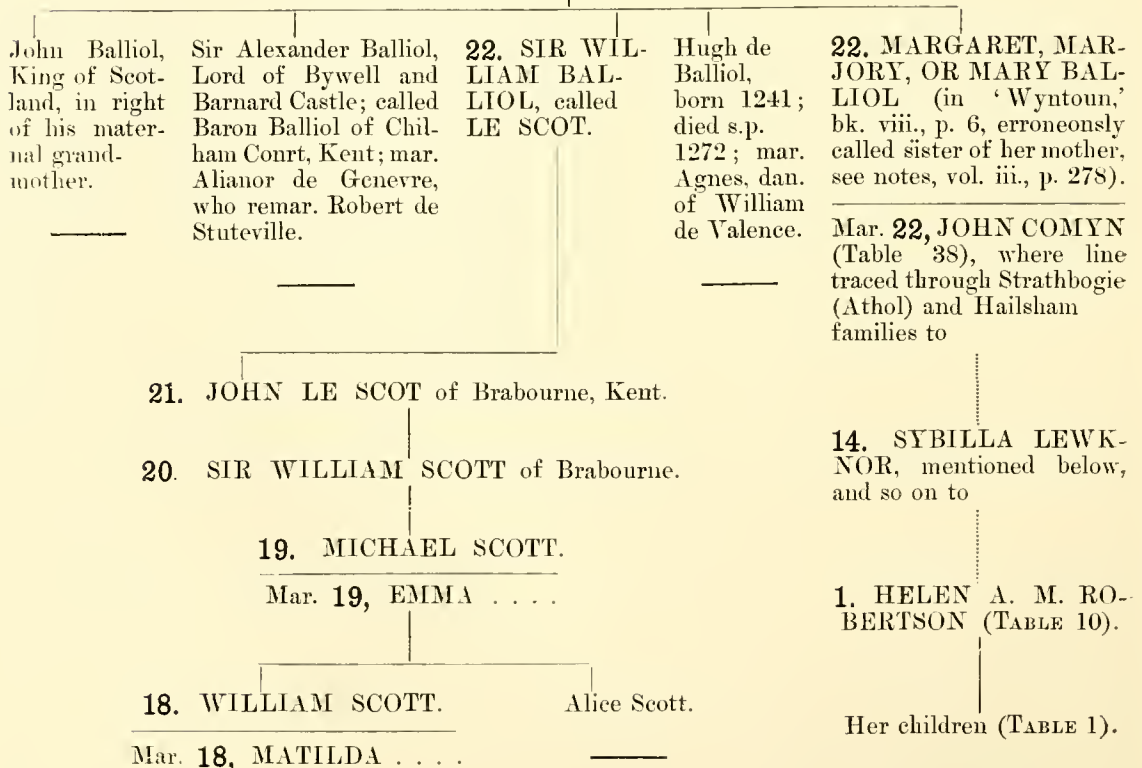 John Balliol,
King of Scot-
land, in right
of his mater-
nal grand-
mother.
Sir Alexander Balliol,
Lord of Bywell and
Barnard Castle; called
Baron Balliol of Chil-
ham Court, Kent; mar.
Alianor de Genevre,
who remar. Robert de
Stuteville.
22. SIR WIL-
LIAM BAL-
LIOL, called
LE SCOT.
Hugh de
Balliol,
born 1241;
died s.p.
1272; mar.
Agnes, dau.
of William
de Valence.
22. MARGARET, MAR-
JORY, OR MARY BAL-
LIOL (in ‘Wyntoun,’
bk. viii., p. 6, erroneously
called sister of her mother,
see notes, vol. iii., p. 278).
Mar. 22, JOHN COMYN
(Table 38), where line
traced through Strathbogie
(Athol) and Hailsham
families to
21. JOHN LE SCOT of Brabourne, Kent.
20. SIR WILLIAM SCOTT of Brabourne.
19. MICHAEL SCOTT.
Mar. 19, EMMA . . . .
18. WILLIAM SCOTT.
Mar. 18, MATILDA . . . .
Alice Scott.
14. SYBILLA LEWK-
NOR, mentioned below,
and so on to
1. HELEN A. M. RO-
BERTSON (TABLE 10).
Her children (TABLE 1).